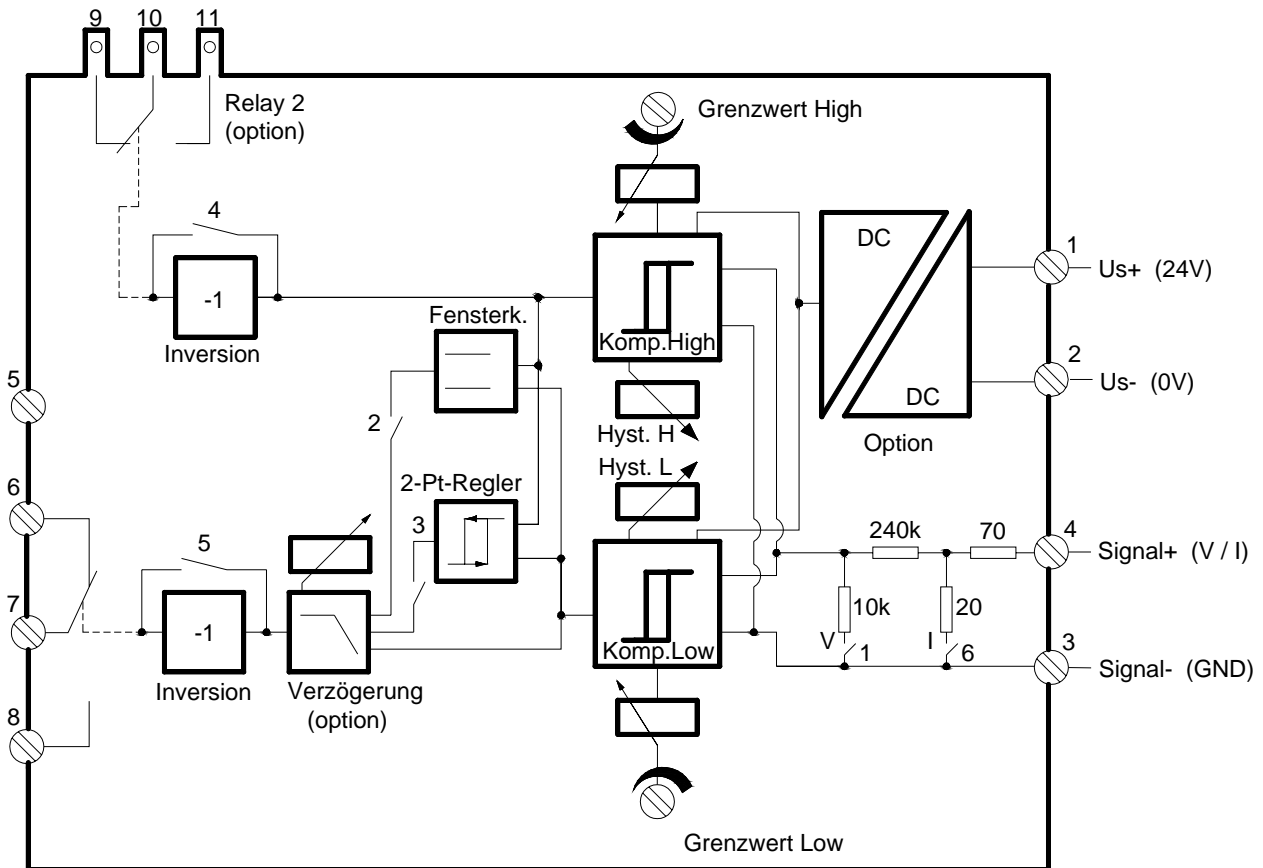 9 10 11
Relay 2
(option)
Grenzwert High
4
DC
1
Us+ (24V)
-1
Inversion
Fensterk.
Komp.High
2
Us- (0V)
DC
Option
5
2
Hyst. H
Hyst. L
2-Pt-Regler
6
3
240k
70
4
Signal+ (V / I)
5
7
-1
10k
20
V
1
I
6
3
Signal- (GND)
Komp.Low
Inversion
Verzögerung
(option)
8
Grenzwert Low